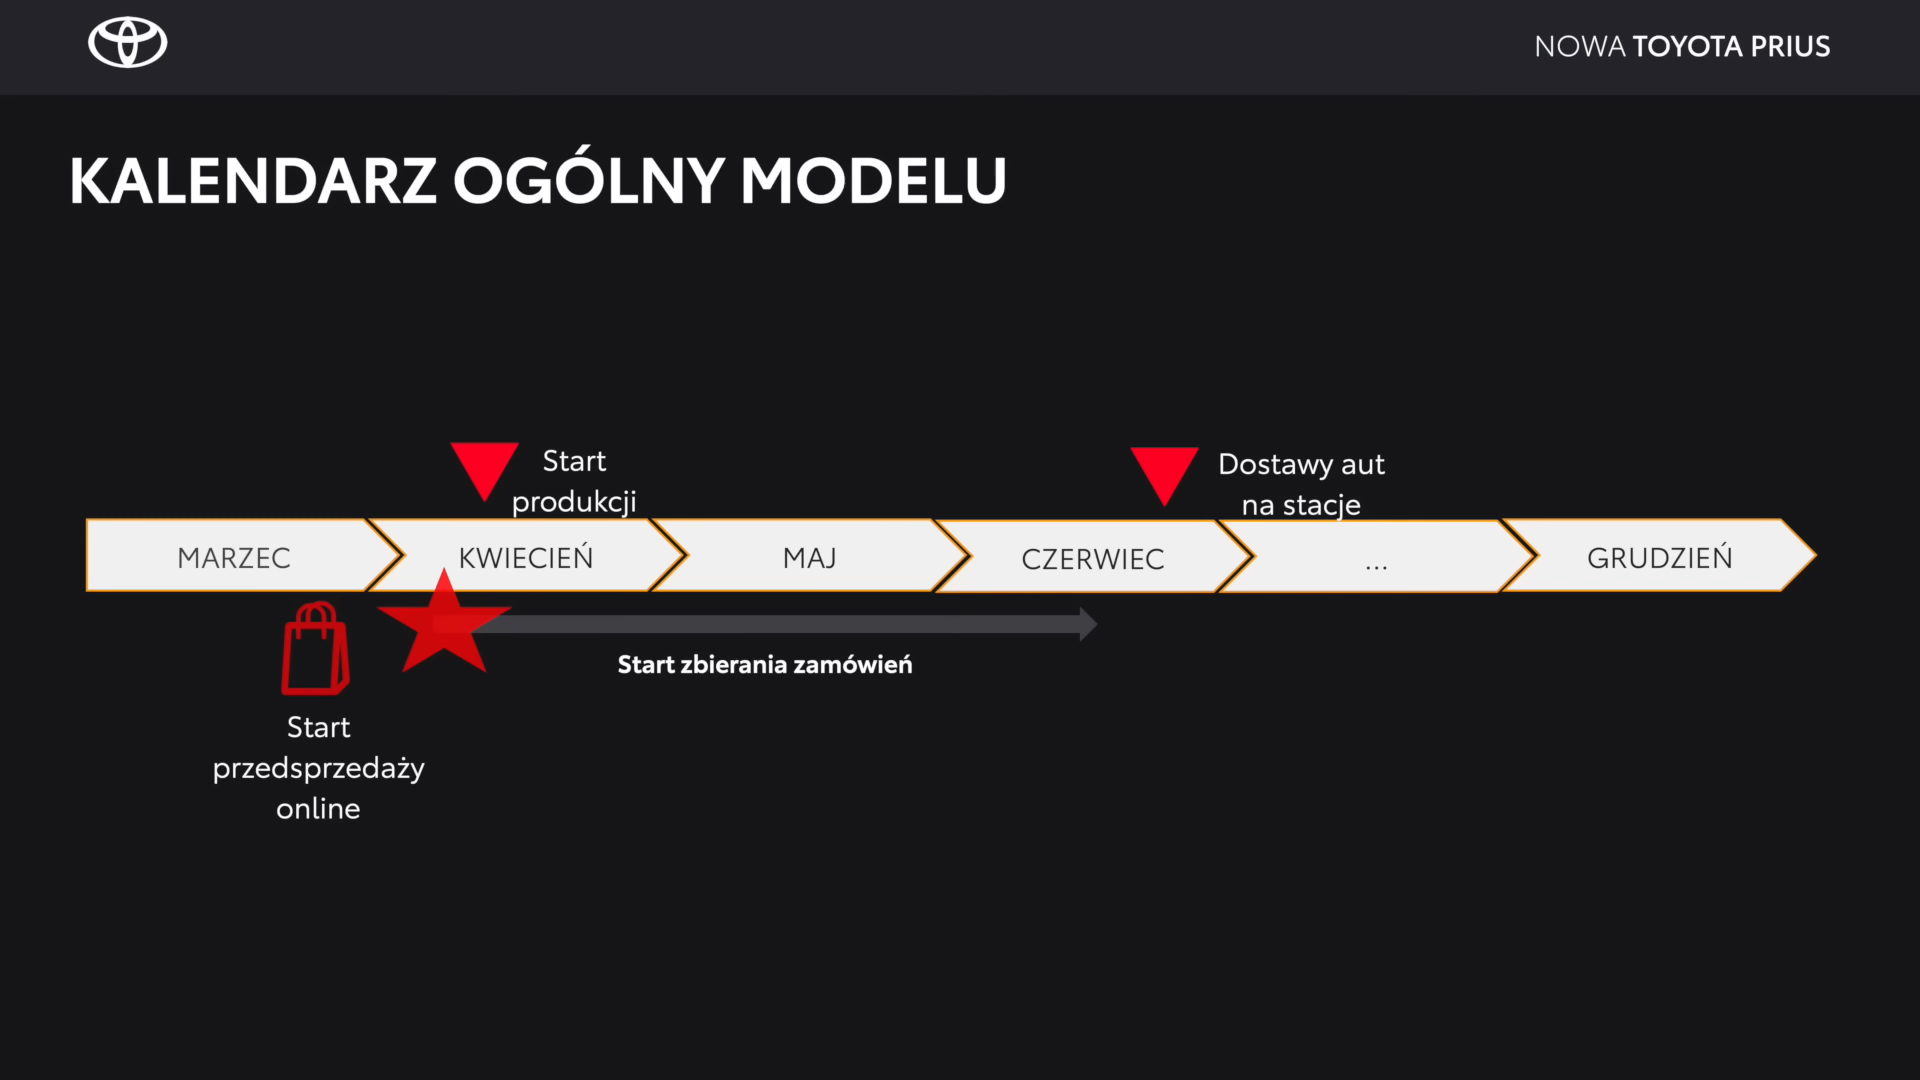 NOWA TOYOTA PRIUS
KALENDARZ OGÓLNY MODELU
Start
produkcji
Dostawy aut
na stacje
MARZEC
KWIECIEŃ
MAJ
CZERWIEC
...
GRUDZIEŃ
Start zbierania zamówień
Start
przedsprzedaży
online